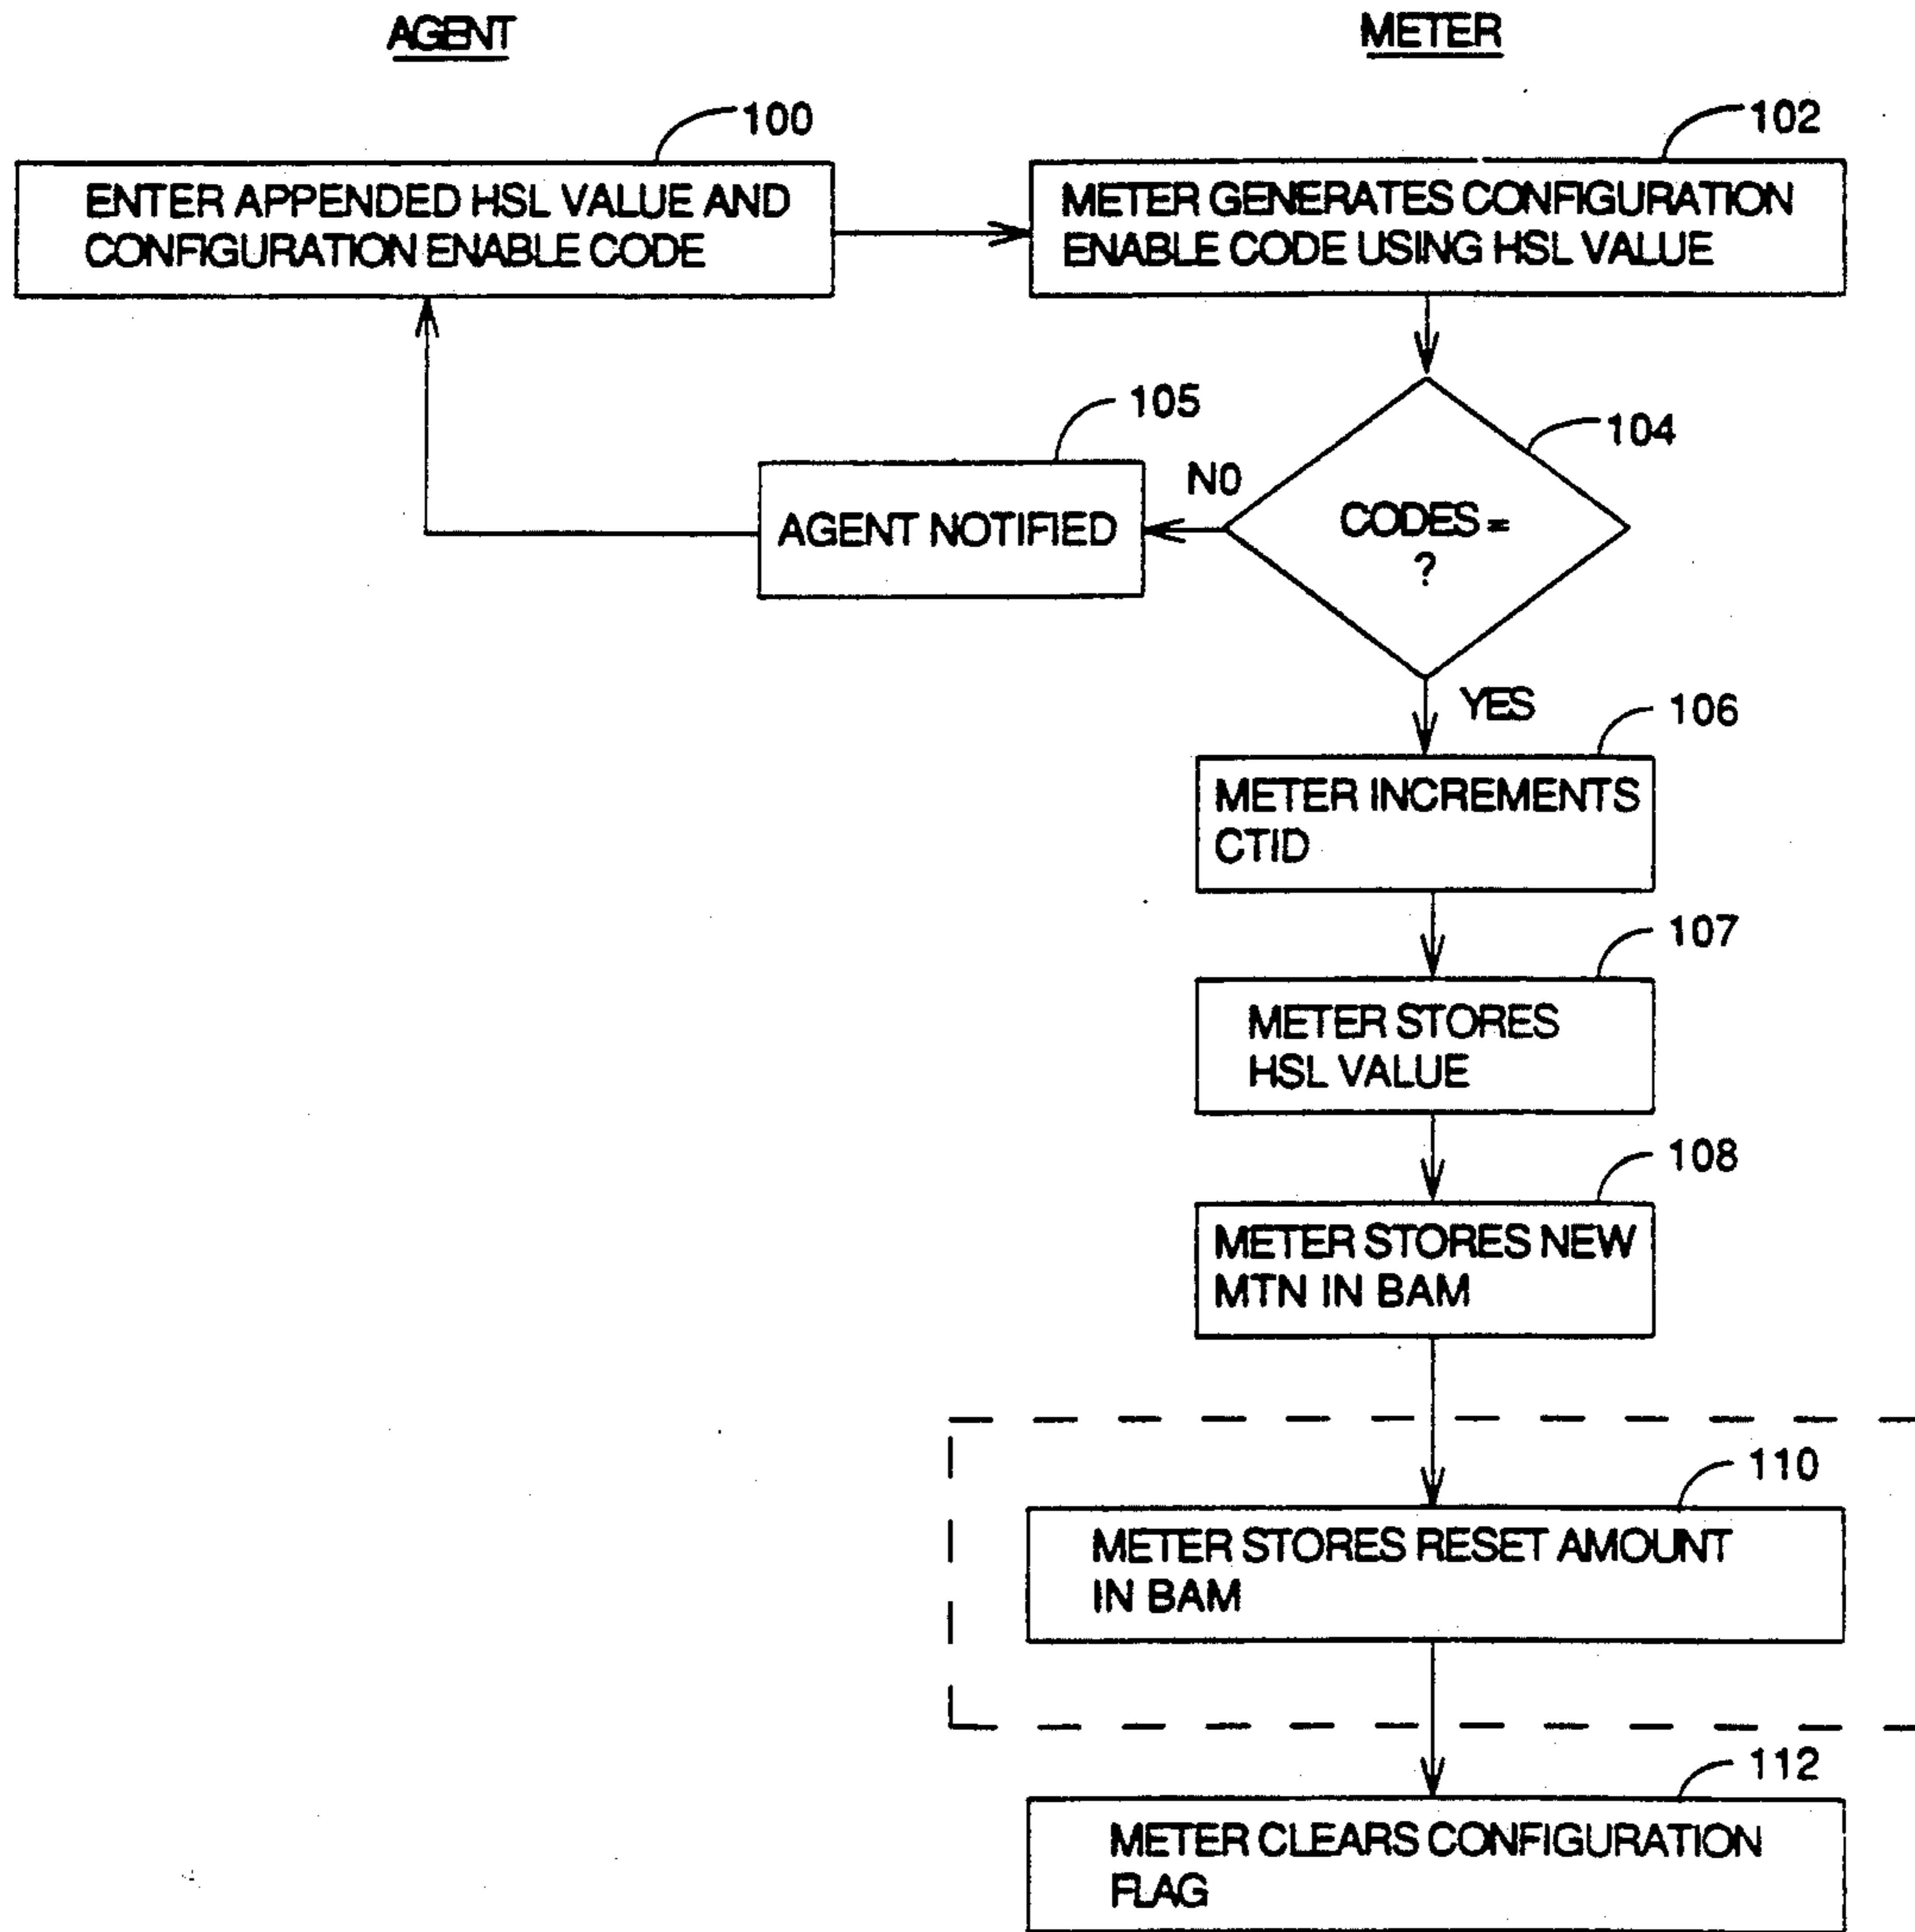 AGENT
METER
100
102
ENTER APPENDED HSL VALUE AND
CONFIGURATION ENABLE CODE
METER GENERATES CONFIGURATION
ENABLE CODE USING HSL VALUE
105
104
NO
AGENT NOTIFIED
CODES =
?
YES
106
METER INCREMENTS
CTID
107
METER STORES
HSL VALUE
108
METER STORES NEW
MTN IN BAM
110
METER STORES RESET AMOUNT
IN BAM
112
METER CLEARS CONFIGURATION
FLAG